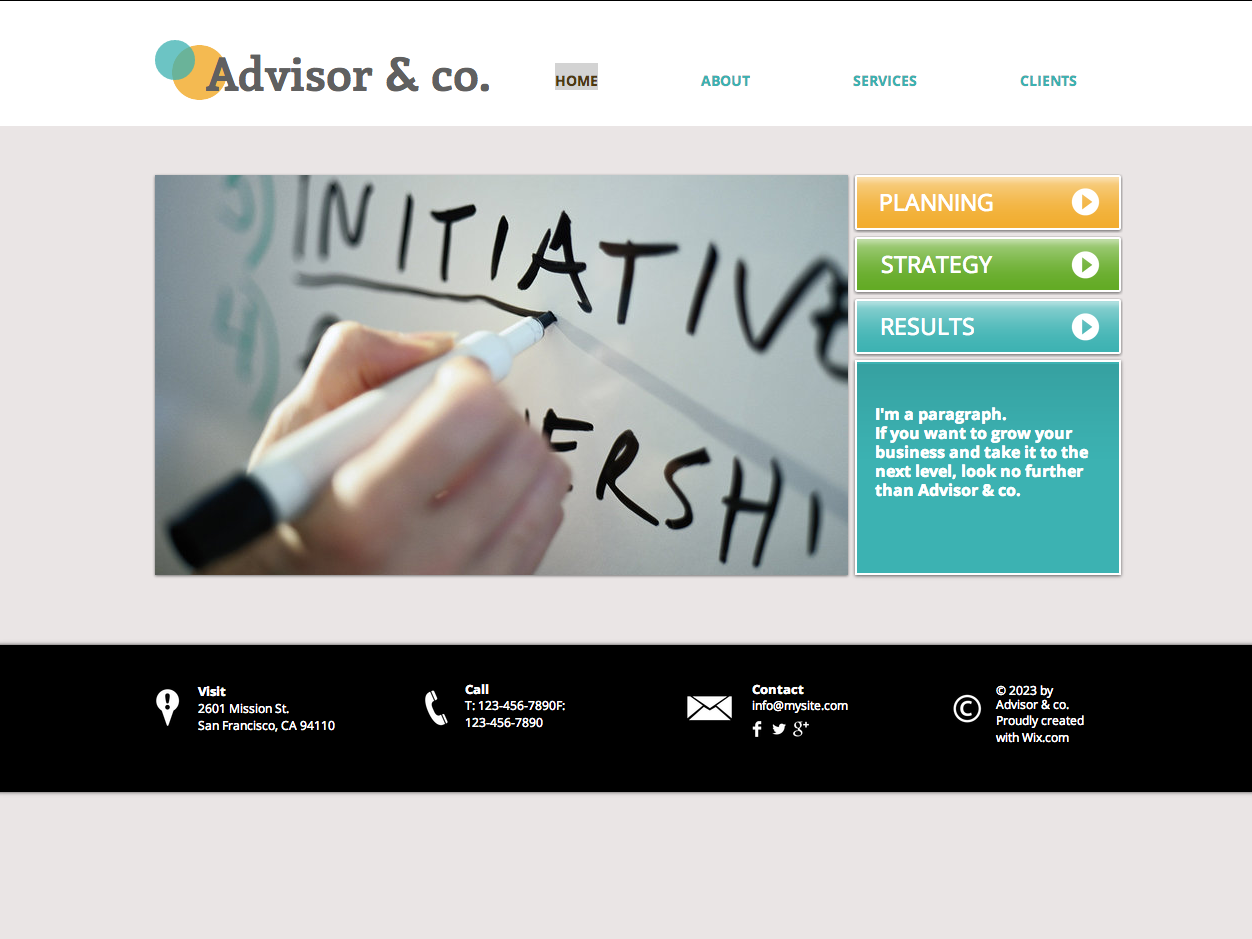 Advisor & co.
HOME
ABOUT
SERVICES
CLIENTS
INITIATIVE
ERSHI
PLANNING
STRATEGY
RESULTS
I'm a paragraph.
If you want to grow your
business and take it to the
next level, look no further
than Advisor & co.
Visit
2601 Mission St.
San Francisco, CA 94110
Call
T: 123-456-7890F:
123-456-7890
Contact
info@mysite.com
© 2023 by
Advisor & co.
Proudly created
with Wix.com